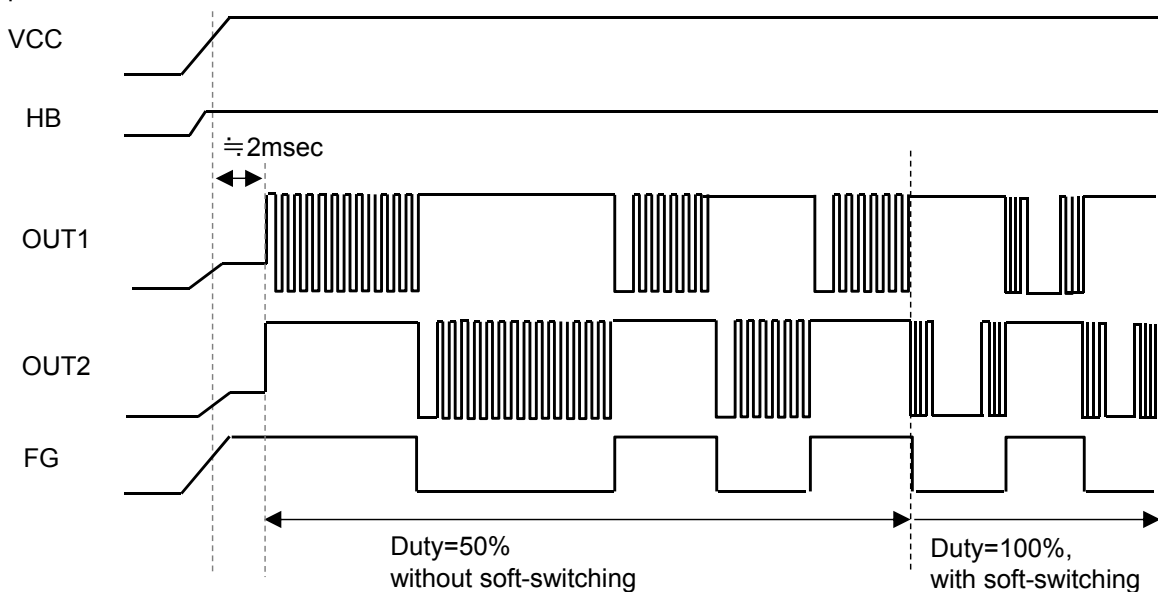 VCC
HB
≒2msec
OUT1
OUT2
FG
Duty=50%
without soft-switching
Duty=100%,
with soft-switching